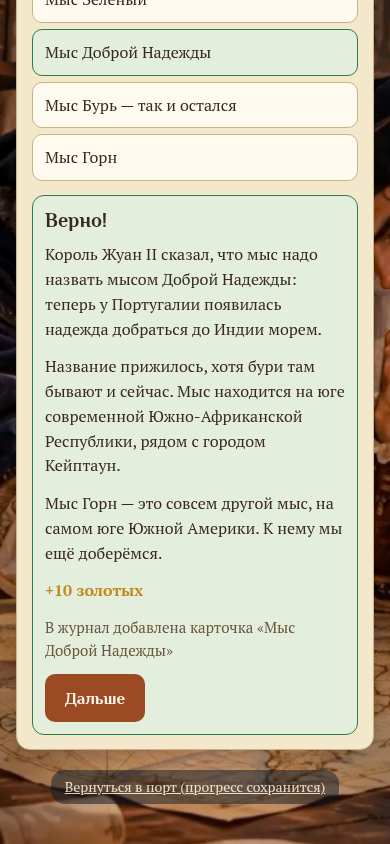 Мыс Зелёный
Мыс Доброй Надежды
Мыс Бурь — так и остался
Мыс Горн
Верно!
Король Жуан II сказал, что мыс надо
назвать мысом Доброй Надежды:
теперь у Португалии появилась
надежда добраться до Индии морем.
Название прижилось, хотя бури там
бывают и сейчас. Мыс находится на юге
современной Южно-Африканской
Республики, рядом с городом
Кейптаун.
Мыс Горн — это совсем другой мыс, на
самом юге Южной Америки. К нему мы
ещё доберёмся.
+10 золотых
В журнал добавлена карточка «Мыс
Доброй Надежды»
Дальше
Вернуться в порт (прогресс сохранится)